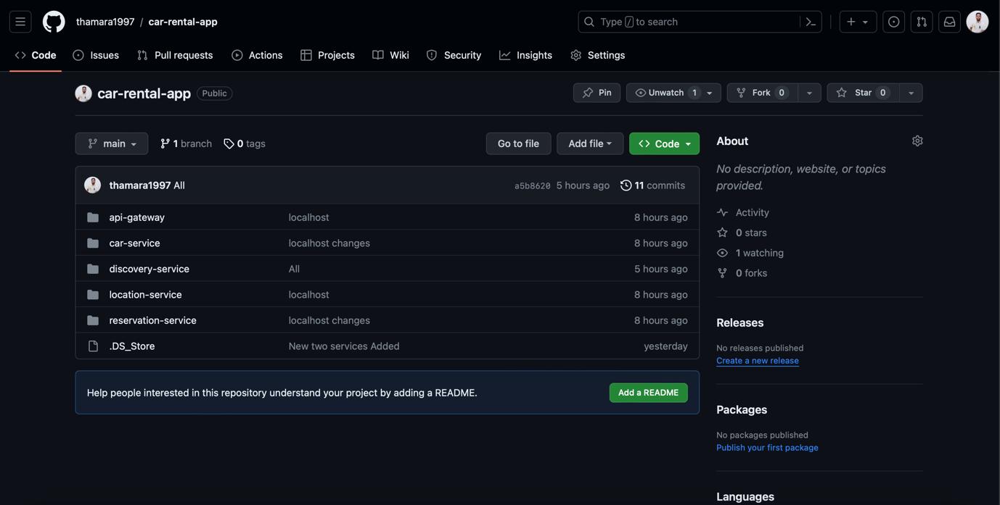 thamara1997 / car-rental-app
Type / to search
Code Issues Pull requests Actions Projects Wiki Security Insights Settings
car-rental-app Public
Pin Unwatch 1 Fork 0 Star 0
main 1 branch 0 tags Go to file Add file Code
thamara1997 All a5b8620 5 hours ago 11 commits
api-gateway localhost 8 hours ago
car-service localhost changes 8 hours ago
discovery-service All 5 hours ago
location-service localhost 8 hours ago
reservation-service localhost changes 8 hours ago
.DS_Store New two services Added yesterday
Help people interested in this repository understand your project by adding a README. Add a README
About
No description, website, or topics
provided.
Activity
0 stars
1 watching
0 forks
Releases
No releases published
Create a new release
Packages
No packages published
Publish your first package
Languages